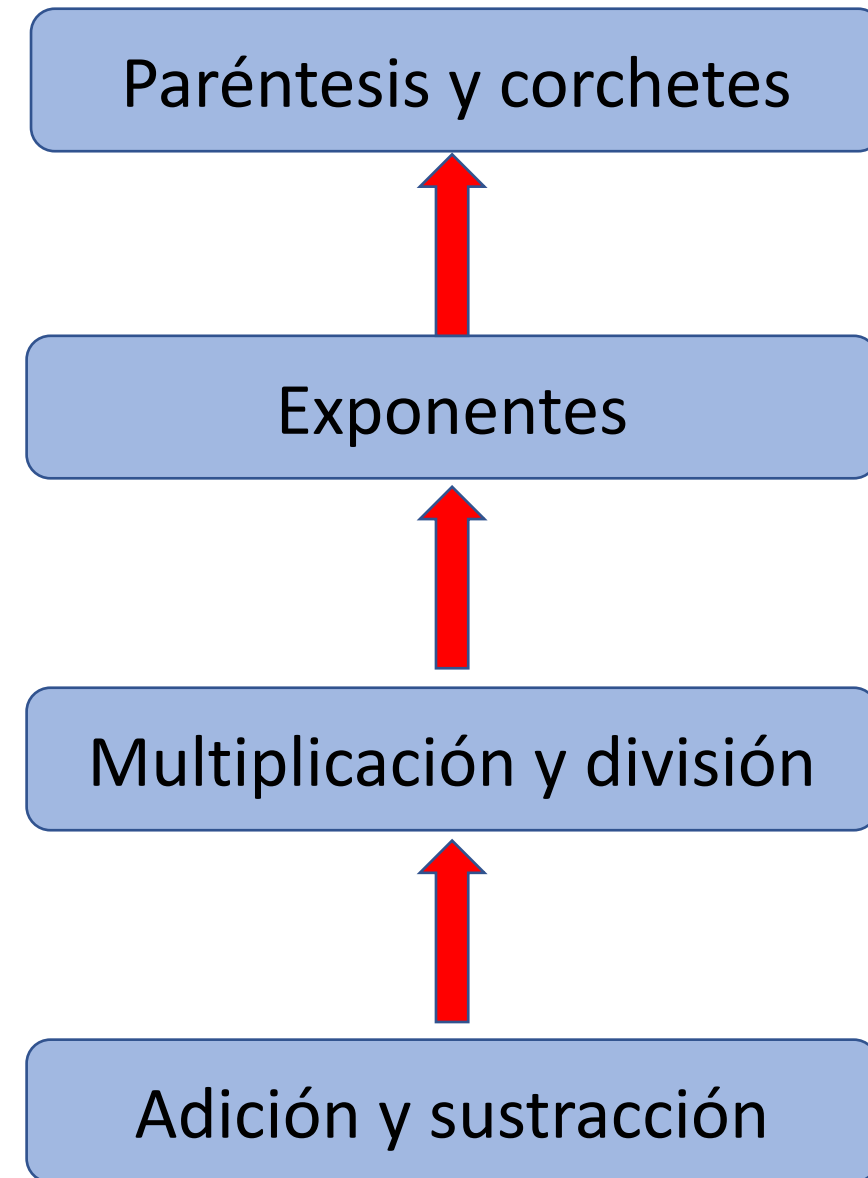 Paréntesis y corchetes
Exponentes
Multiplicación y división
Adición y sustracción